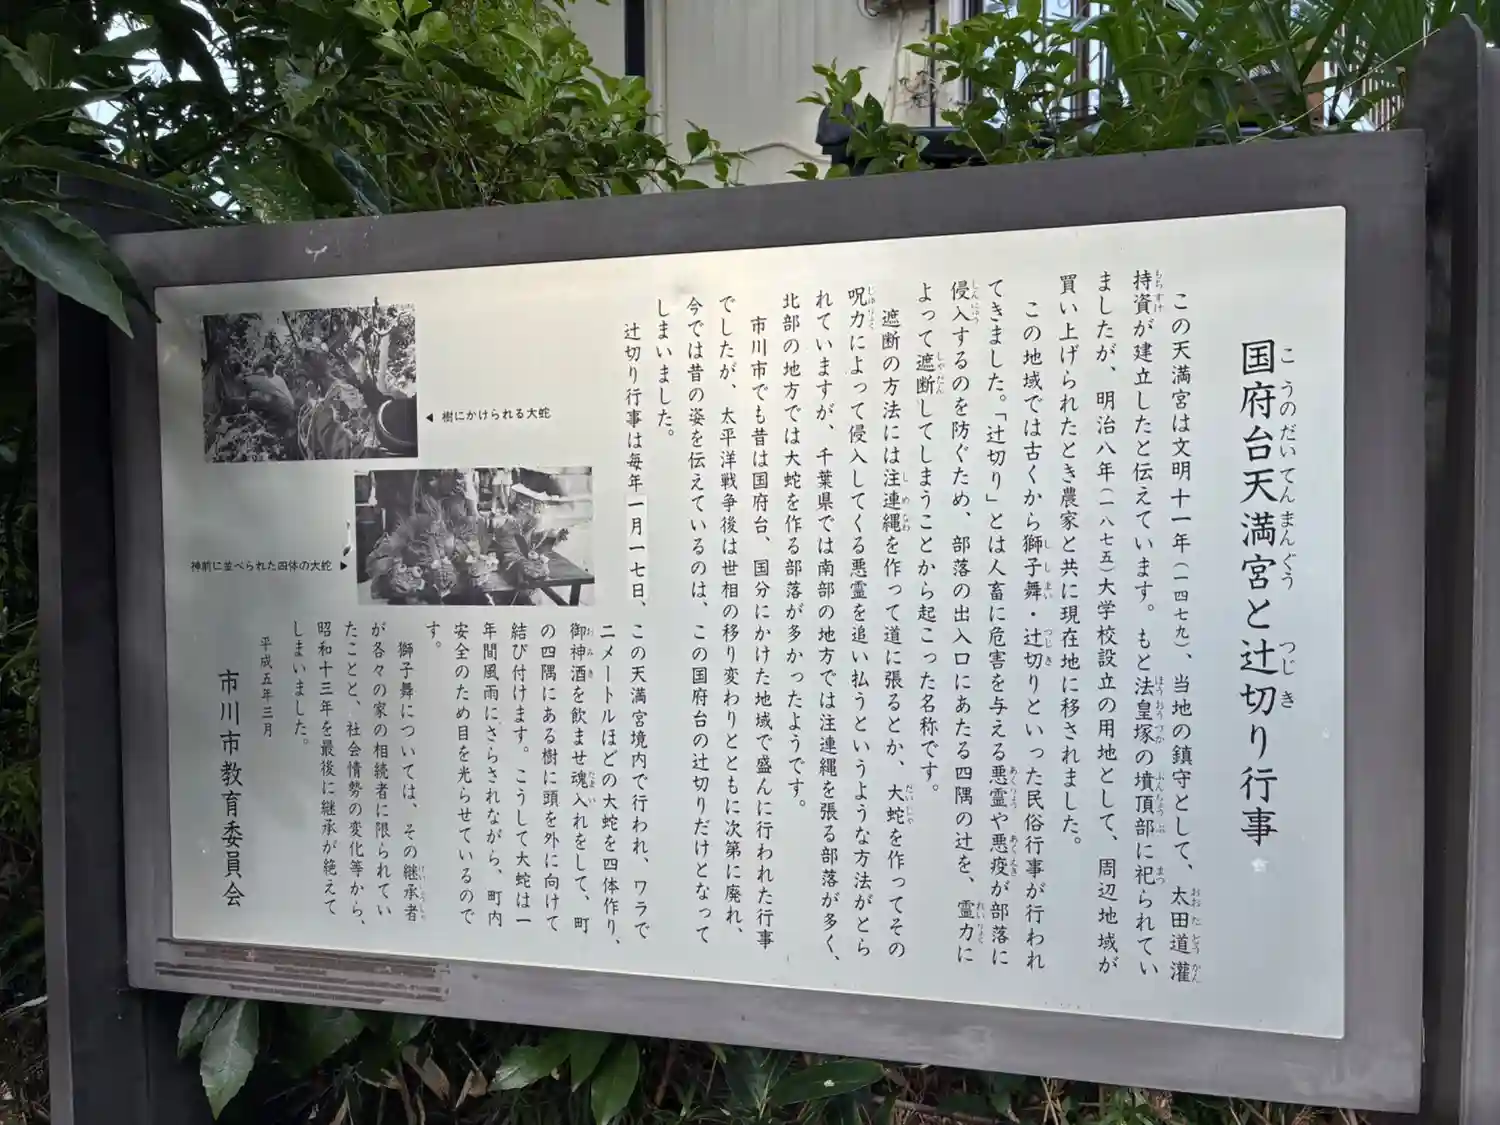 国府台天満宮と辻切り行事
こうのだいてんまんぐう つじき
この天満宮は文明十一年(一四七九)、当地の鎮守として、太田道灌
持資が建立したと伝えています。もと法皇塚の墳頂部に祀られてい
ましたが、明治八年(一八七五)大学校設立の用地として、周辺地域が
買い上げられたとき農家と共に現在地に移されました。
この地域では古くから獅子舞・辻切りといった民俗行事が行われ
てきました。「辻切り」とは人畜に危害を与える悪霊や悪疫が部落に
侵入するのを防ぐため、部落の出入口にあたる四隅の辻を、霊力に
よって遮断してしまうことから起こった名称です。
遮断の方法には注連縄を作って道に張るとか、大蛇を作ってその
呪力によって侵入してくる悪霊を追い払うというような方法がとら
れていますが、千葉県では南部の地方では注連縄を張る部落が多く、
北部の地方では大蛇を作る部落が多かったようです。
市川市でも昔は国府台、国分にかけた地域で盛んに行われた行事
でしたが、太平洋戦争後は世相の移り変わりとともに次第に廃れ、
今では昔の姿を伝えているのは、この国府台の辻切りだけとなって
しまいました。
辻切り行事は毎年一月一七日、この天満宮境内で行われ、ワラで
二メートルほどの大蛇を四体作り、
御神酒を飲ませ魂入れをして、町
の四隅にある樹に頭を外に向けて
結び付けます。こうして大蛇は一
年間風雨にさらされながら、町内
安全のため目を光らせているので
す。
獅子舞については、その継承者
が各々の家の相続者に限られてい
たことと、社会情勢の変化等から、
昭和十三年を最後に継承が絶えて
しまいました。
平成五年三月
市川市教育委員会
◀ 樹にかけられる大蛇
神前に並べられた四体の大蛇 ▶